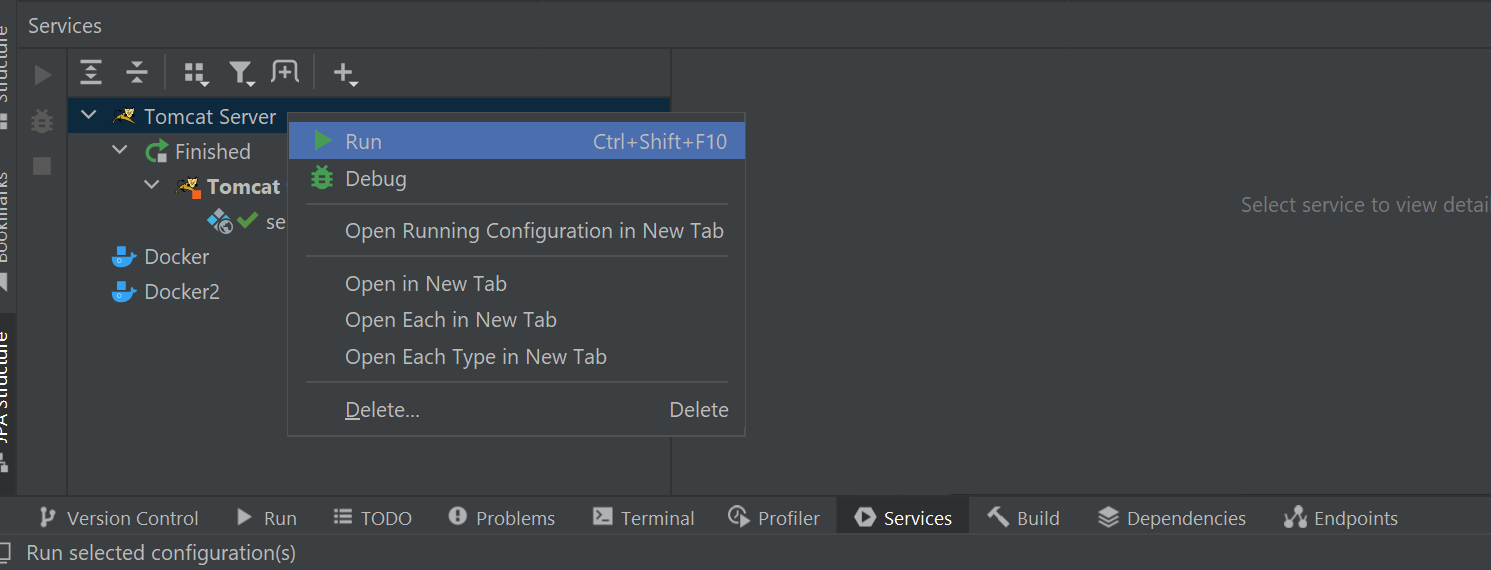 Services
Structure
Bookmarks
JPA Structure
Tomcat Server
Finished
Tomcat
se
Docker
Docker2
Run Ctrl+Shift+F10
Debug
Open Running Configuration in New Tab
Open in New Tab
Open Each in New Tab
Open Each Type in New Tab
Delete... Delete
Select service to view detai
Version Control Run TODO Problems Terminal Profiler Services Build Dependencies Endpoints
Run selected configuration(s)